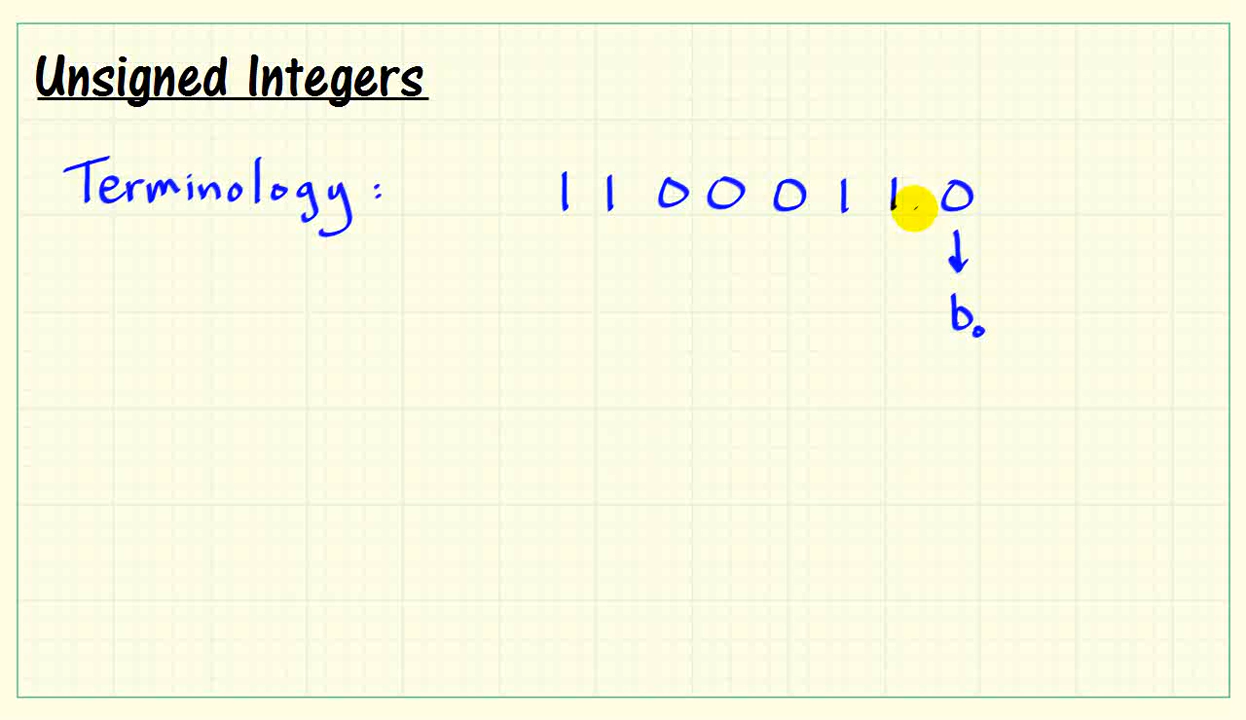 Unsigned Integers
Terminology: 1 1 0 0 0 1 1 0
↓
b₀